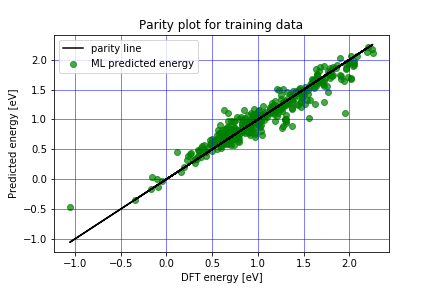 Parity plot for training data
parity line
ML predicted energy
Predicted energy [eV]
2.0
1.5
1.0
0.5
0.0
−0.5
−1.0
−1.0 −0.5 0.0 0.5 1.0 1.5 2.0
DFT energy [eV]